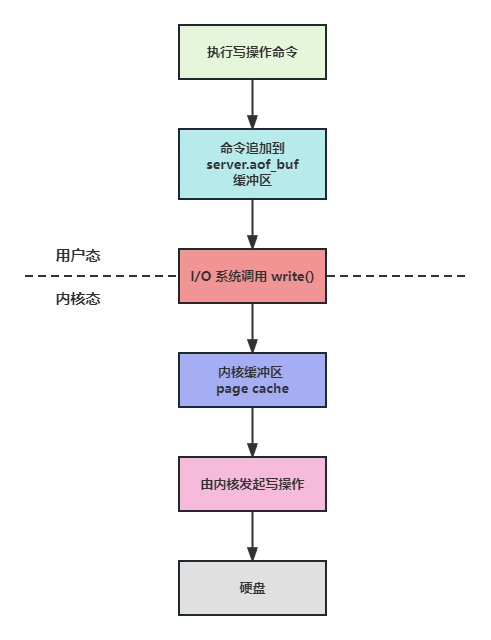 执行写操作命令
命令追加到
server.aof_buf
缓冲区
用户态
I/O 系统调用 write()
内核态
内核缓冲区
page cache
由内核发起写操作
硬盘